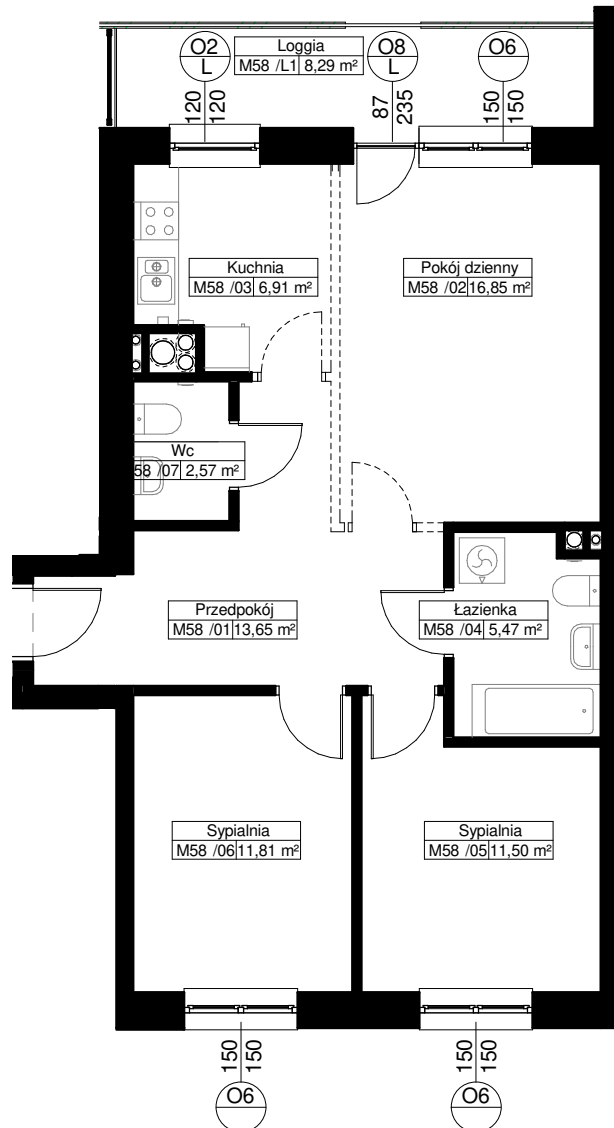 O2
L
120
120
Loggia
M58 /L1 8,29 m²
O8
L
87
235
O6
150
150
Kuchnia
M58 /03 6,91 m²
Pokój dzienny
M58 /02 16,85 m²
Wc
58 /07 2,57 m²
Przedpokój
M58 /01 13,65 m²
Łazienka
M58 /04 5,47 m²
Sypialnia
M58 /06 11,81 m²
Sypialnia
M58 /05 11,50 m²
150
150
O6
150
150
O6